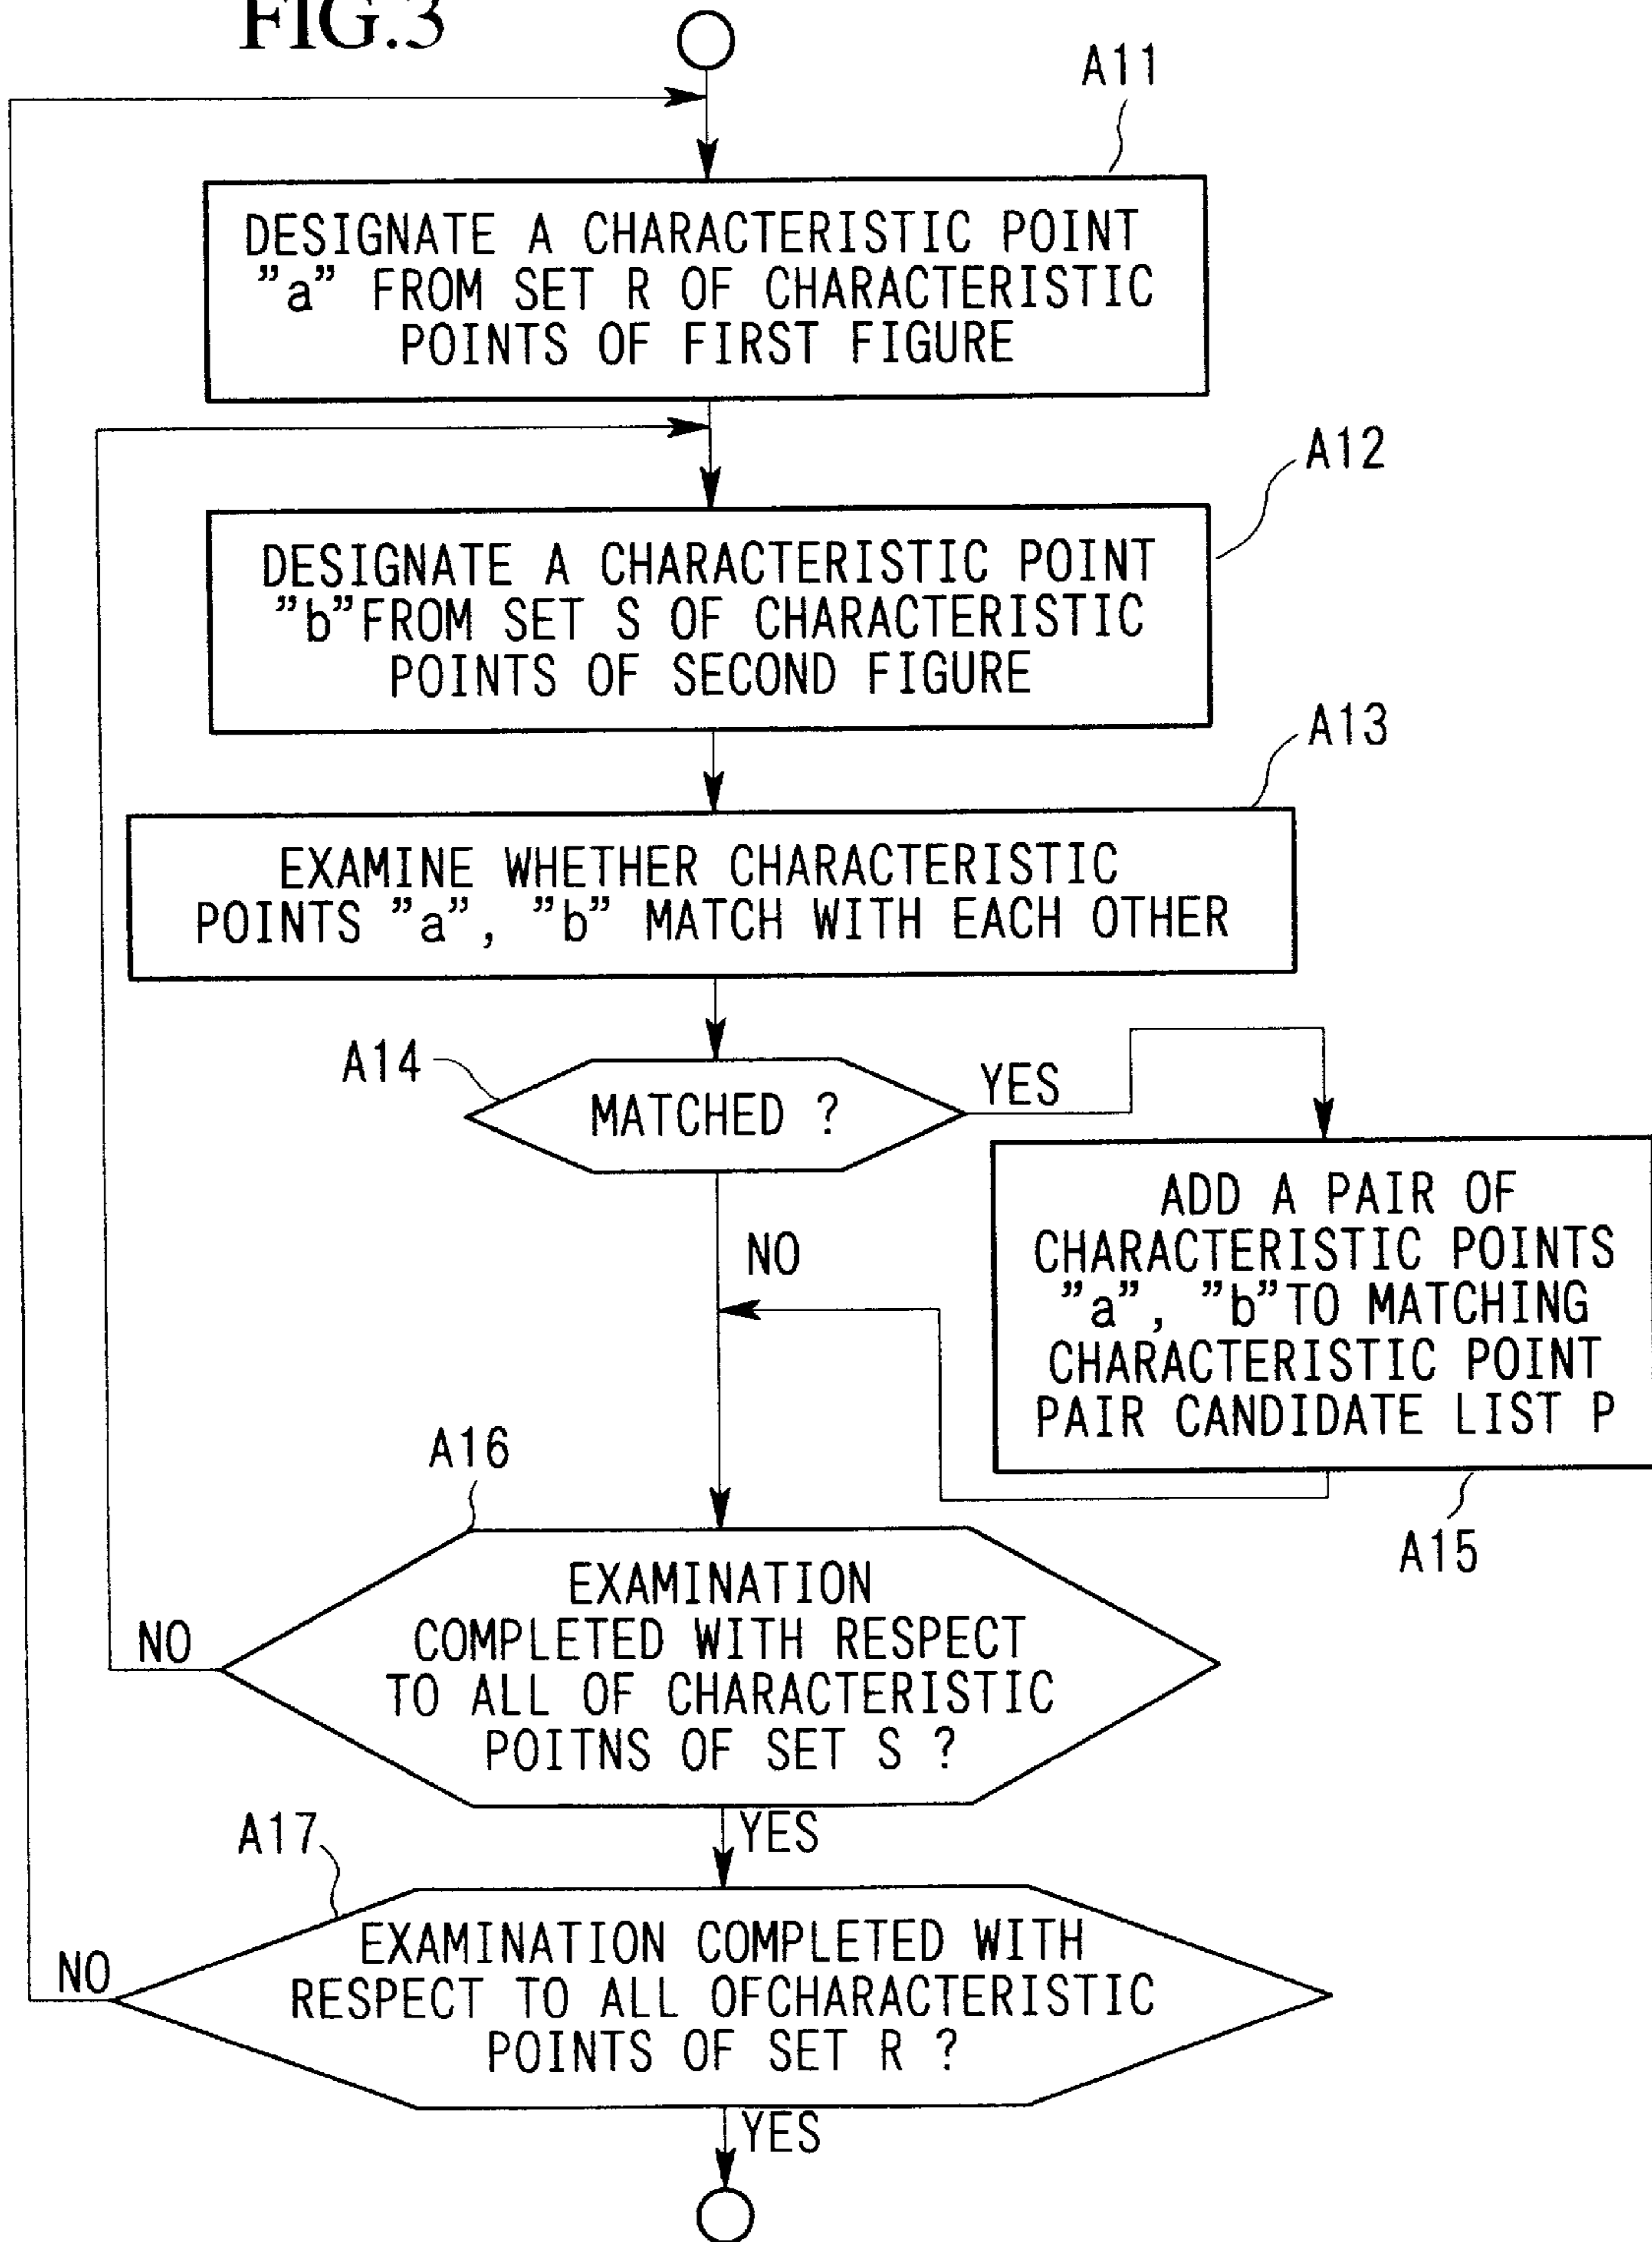 FIG.3
A11
DESIGNATE A CHARACTERISTIC POINT
"a" FROM SET R OF CHARACTERISTIC
POINTS OF FIRST FIGURE
A12
DESIGNATE A CHARACTERISTIC POINT
"b"FROM SET S OF CHARACTERISTIC
POINTS OF SECOND FIGURE
A13
EXAMINE WHETHER CHARACTERISTIC
POINTS "a", "b" MATCH WITH EACH OTHER
A14
MATCHED ?
YES
NO
ADD A PAIR OF
CHARACTERISTIC POINTS
"a", "b"TO MATCHING
CHARACTERISTIC POINT
PAIR CANDIDATE LIST P
A15
A16
EXAMINATION
COMPLETED WITH RESPECT
TO ALL OF CHARACTERISTIC
POITNS OF SET S ?
NO
YES
A17
EXAMINATION COMPLETED WITH
RESPECT TO ALL OFCHARACTERISTIC
POINTS OF SET R ?
NO
YES